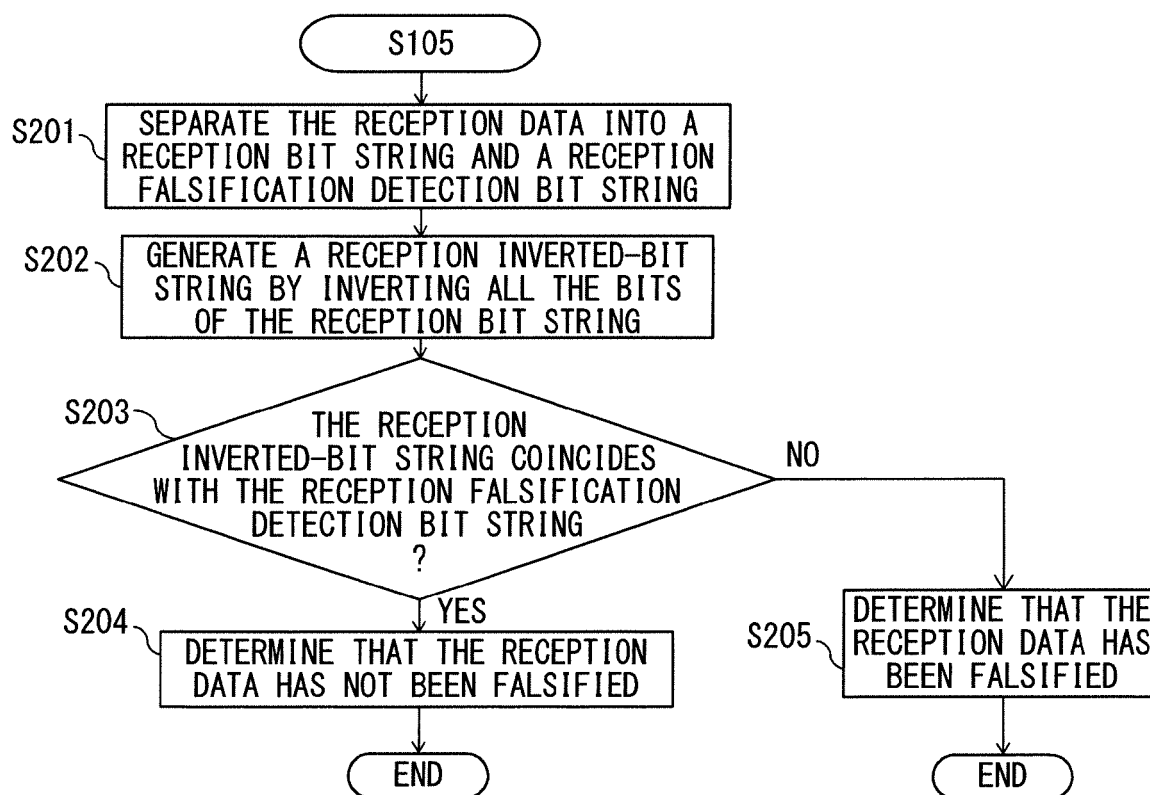 S105
S201
SEPARATE THE RECEPTION DATA INTO A
RECEPTION BIT STRING AND A RECEPTION
FALSIFICATION DETECTION BIT STRING
S202
GENERATE A RECEPTION INVERTED-BIT
STRING BY INVERTING ALL THE BITS
OF THE RECEPTION BIT STRING
S203
THE RECEPTION
INVERTED-BIT STRING COINCIDES
WITH THE RECEPTION FALSIFICATION
DETECTION BIT STRING
?
NO
YES
S204
DETERMINE THAT THE RECEPTION
DATA HAS NOT BEEN FALSIFIED
S205
DETERMINE THAT THE
RECEPTION DATA HAS
BEEN FALSIFIED
END
END